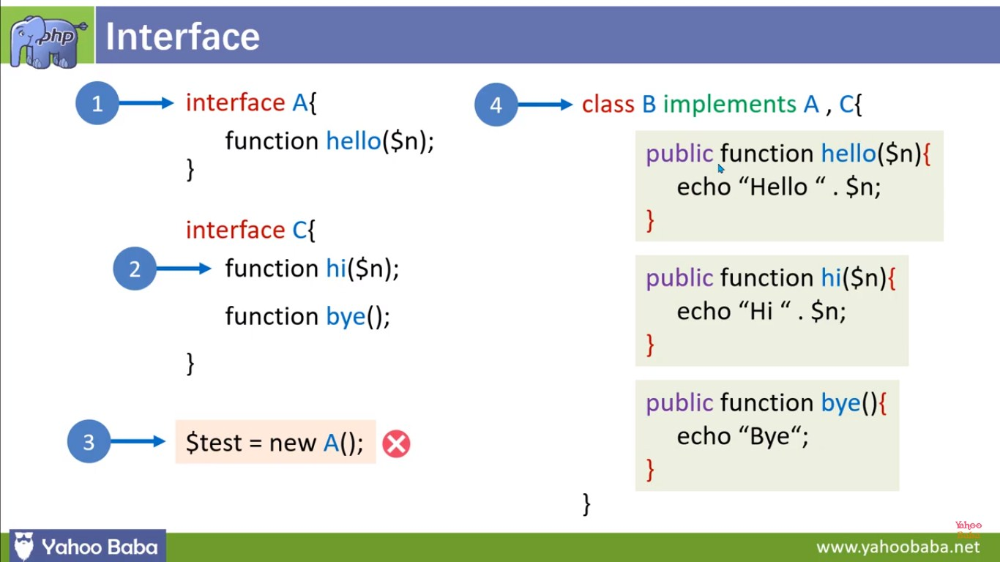 php
Interface
1
interface A{
function hello($n);
}
interface C{
2
function hi($n);
function bye();
}
3
$test = new A();
4
class B implements A , C{
public function hello($n){
echo “Hello “ . $n;
}
public function hi($n){
echo “Hi “ . $n;
}
public function bye(){
echo “Bye“;
}
}
Yahoo Baba
Yahoo
Baba
www.yahoobaba.net